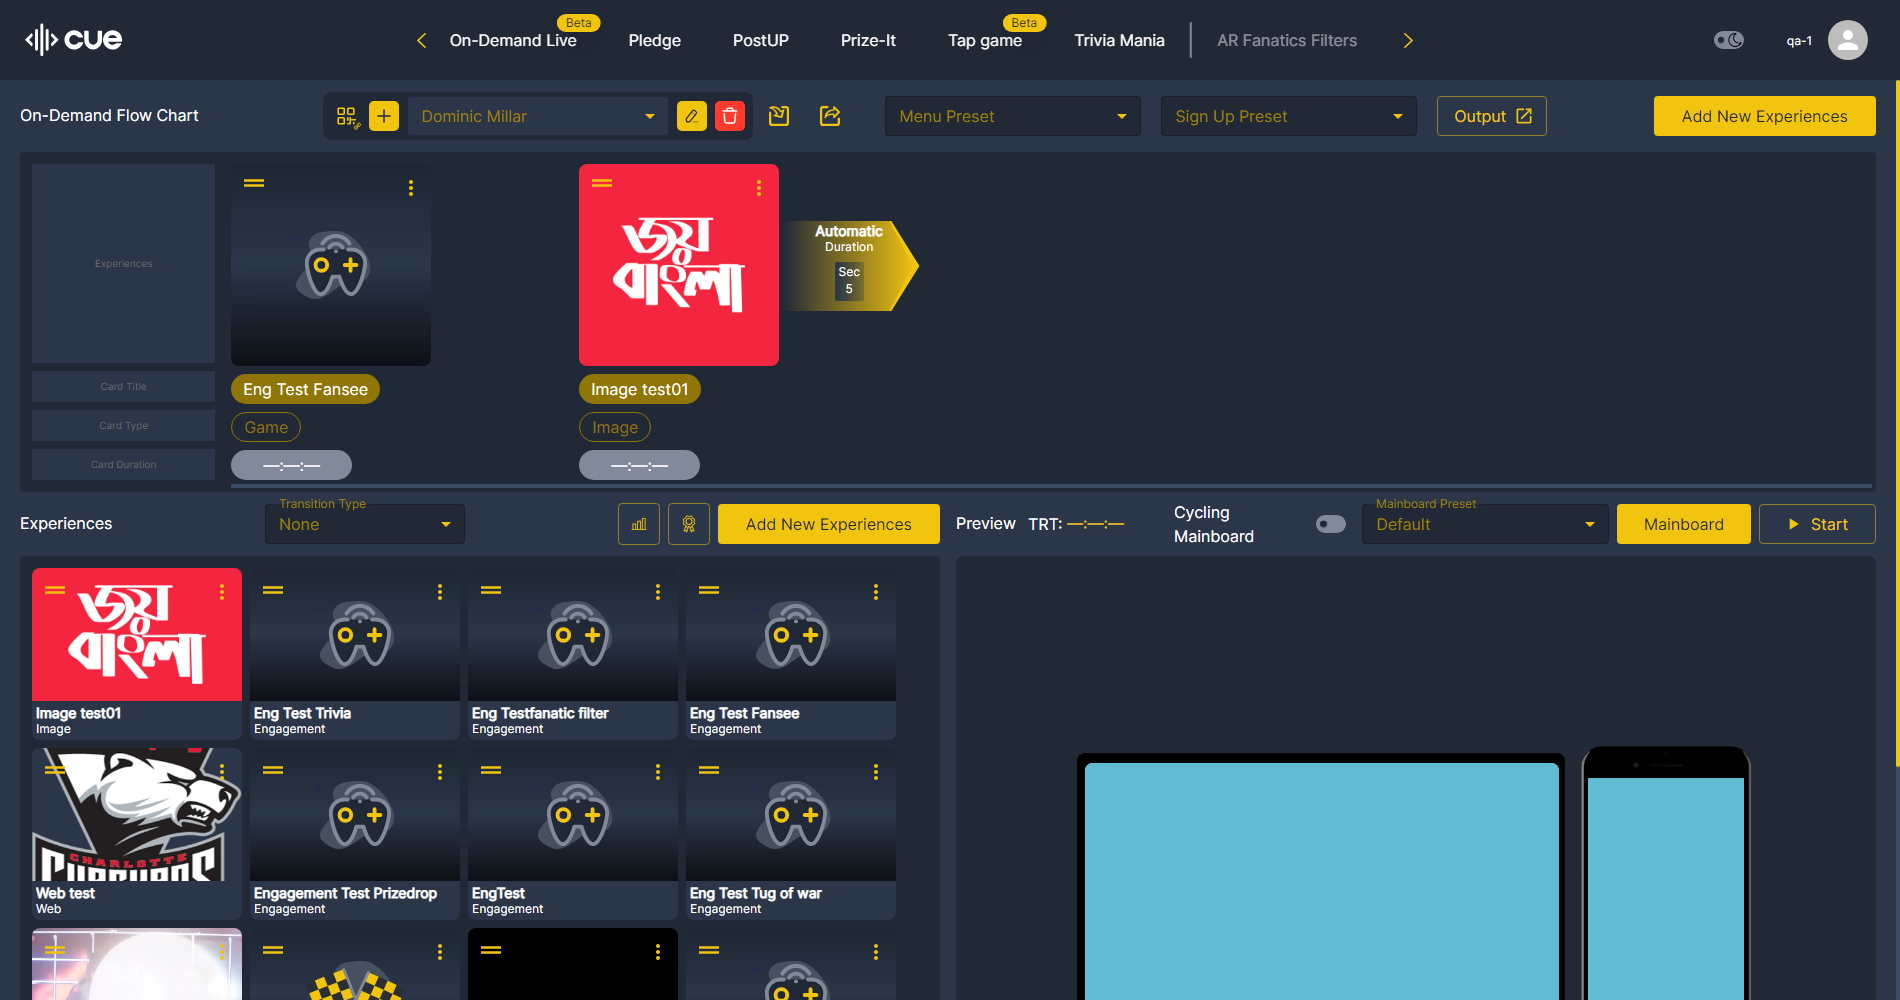 cue
On-Demand Live
Beta
Pledge
PostUP
Prize-It
Tap game
Beta
Trivia Mania
AR Fanatics Filters
qa-1
On-Demand Flow Chart
Dominic Millar
Menu Preset
Sign Up Preset
Output
Add New Experiences
Experiences
Card Title
Card Type
Card Duration
Eng Test Fansee
Game
—:—:—
জয়
বাংলা
Image test01
Image
—:—:—
Automatic
Duration
Sec
5
Experiences
Transition Type
None
Add New Experiences
Preview
TRT: —:—:—
Cycling
Mainboard
Mainboard Preset
Default
Mainboard
Start
জয়
বাংলা
Image test01
Image
Eng Test Trivia
Engagement
Eng Testfanatic filter
Engagement
Eng Test Fansee
Engagement
CHARLOTTE
Web test
Web
Engagement Test Prizedrop
Engagement
EngTest
Engagement
Eng Test Tug of war
Engagement